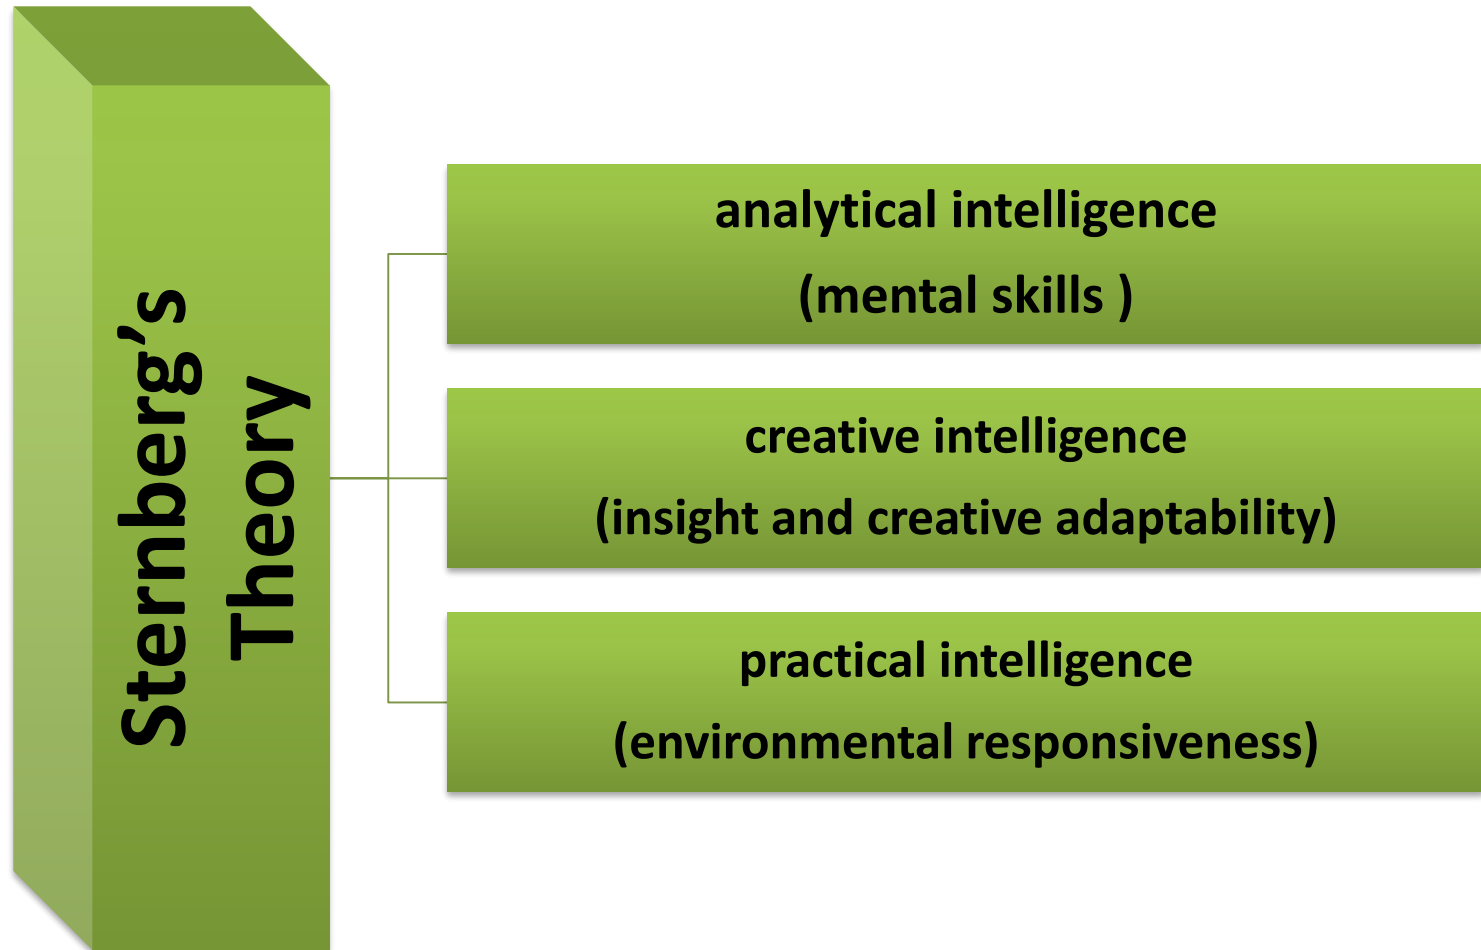 Sternberg’s
Theory
analytical intelligence
(mental skills )
creative intelligence
(insight and creative adaptability)
practical intelligence
(environmental responsiveness)